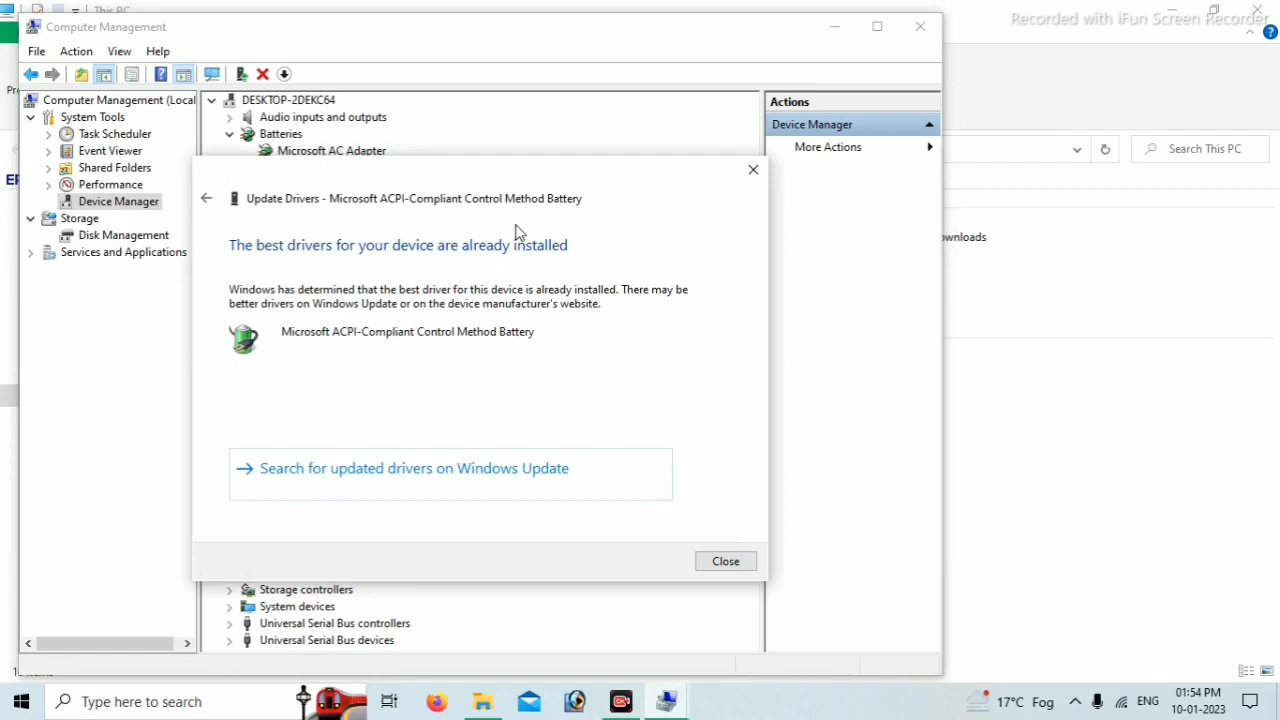 This PC
Recorded with iFun Screen Recorder
Computer Management
File Action View Help
Computer Management (Local
System Tools
Task Scheduler
Event Viewer
Shared Folders
Performance
Device Manager
Storage
Disk Management
Services and Applications
DESKTOP-2DEKC64
Audio inputs and outputs
Batteries
Microsoft AC Adapter
Actions
Device Manager
More Actions
Search This PC
ownloads
Update Drivers - Microsoft ACPI-Compliant Control Method Battery
The best drivers for your device are already installed
Windows has determined that the best driver for this device is already installed. There may be
better drivers on Windows Update or on the device manufacturer's website.
Microsoft ACPI-Compliant Control Method Battery
Search for updated drivers on Windows Update
Close
Storage controllers
System devices
Universal Serial Bus controllers
Universal Serial Bus devices
Type here to search
17°C Fog
ENG
01:54 PM
10-01-2023